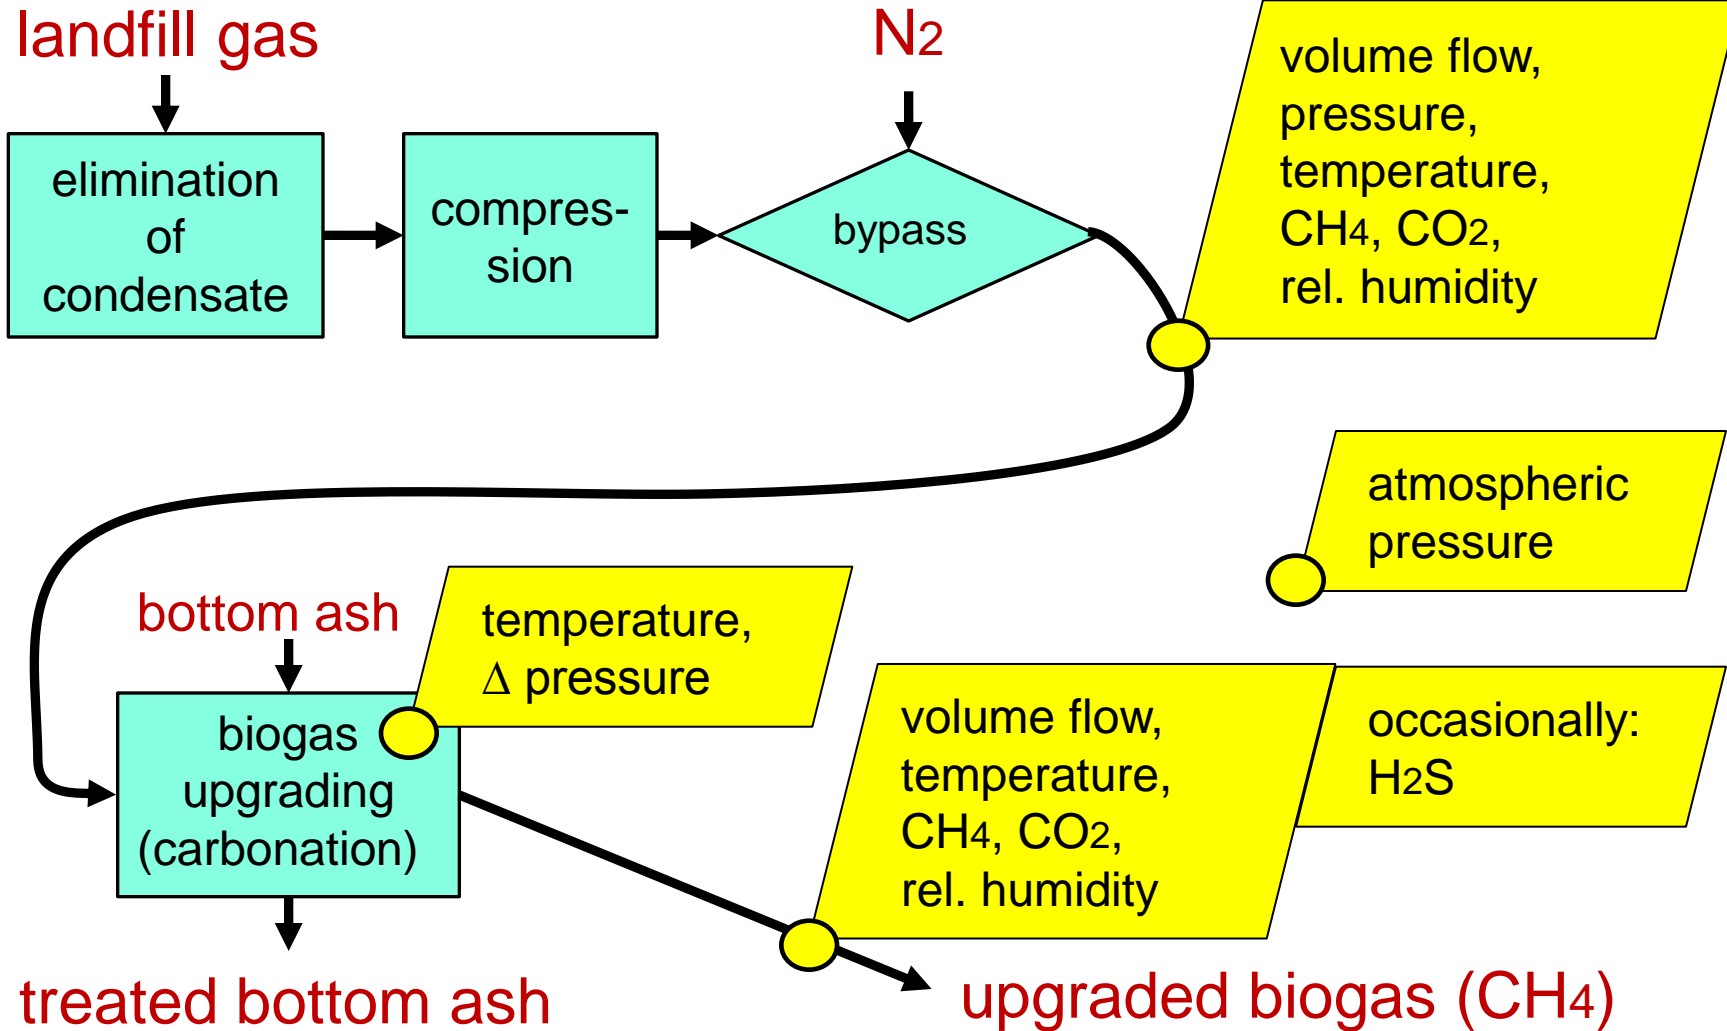 landfill gas
N2
elimination
of
condensate
compres-
sion
bypass
volume flow,
pressure,
temperature,
CH4, CO2,
rel. humidity
atmospheric
pressure
bottom ash
temperature,
Δ pressure
biogas
upgrading
(carbonation)
volume flow,
temperature,
CH4, CO2,
rel. humidity
occasionally:
H2S
treated bottom ash
upgraded biogas (CH4)